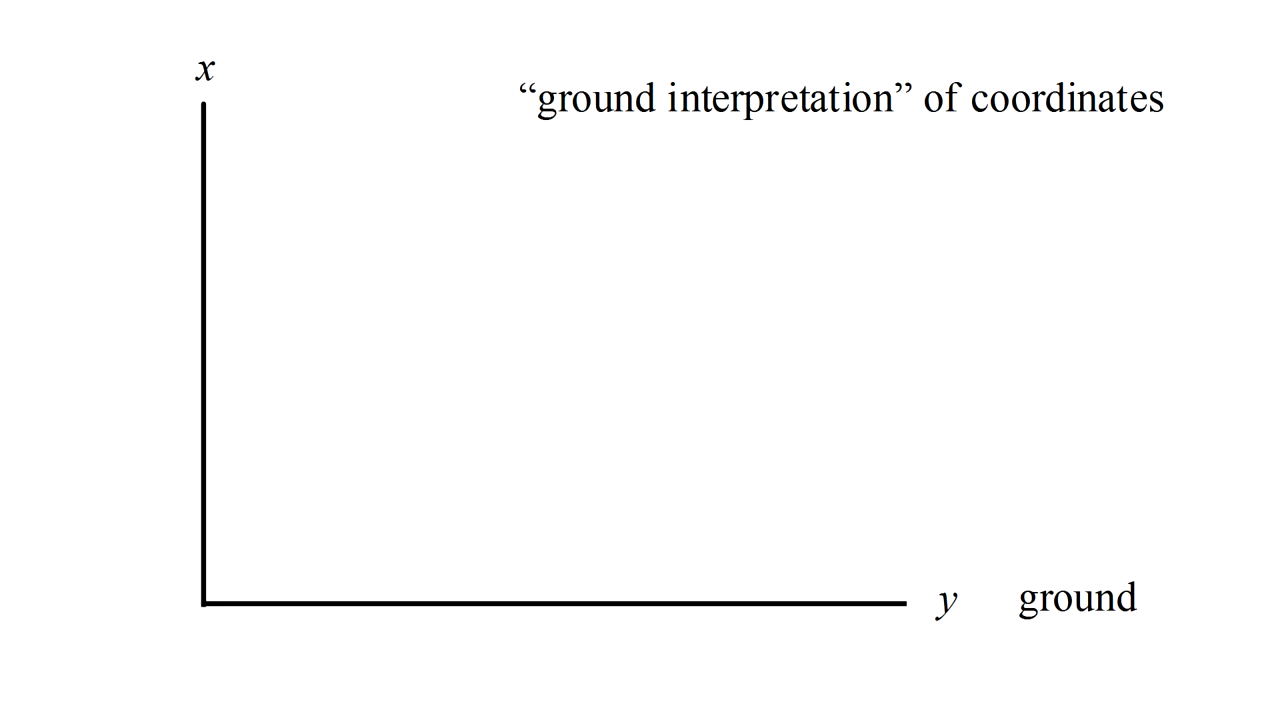 x
“ground interpretation” of coordinates
y ground